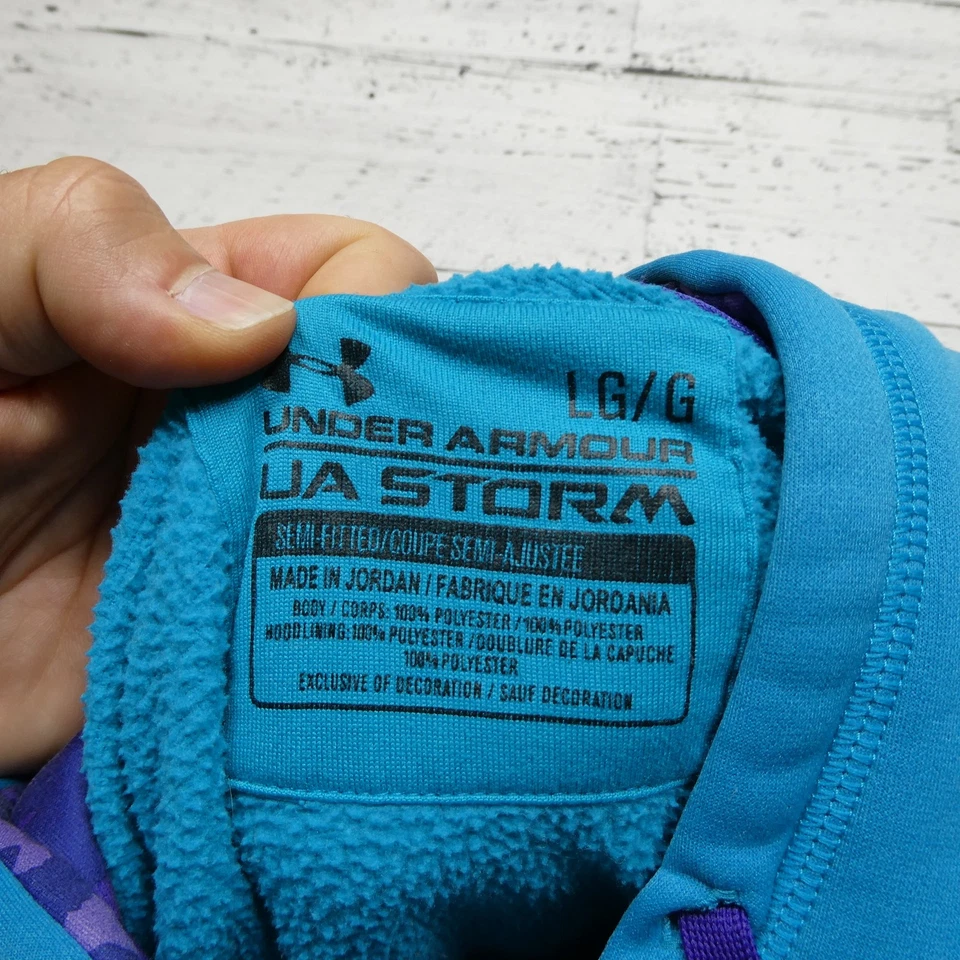 LG/G
UNDER ARMOUR
UA STORM
SEMI-FITTED/COUPE SEMI-AJUSTEE
MADE IN JORDAN / FABRIQUE EN JORDANIA
BODY / CORPS: 100% POLYESTER / 100% POLYESTER
HOOD LINING: 100% POLYESTER / DOUBLURE DE LA CAPUCHE
100% POLYESTER
EXCLUSIVE OF DECORATION / SAUF DECORATION